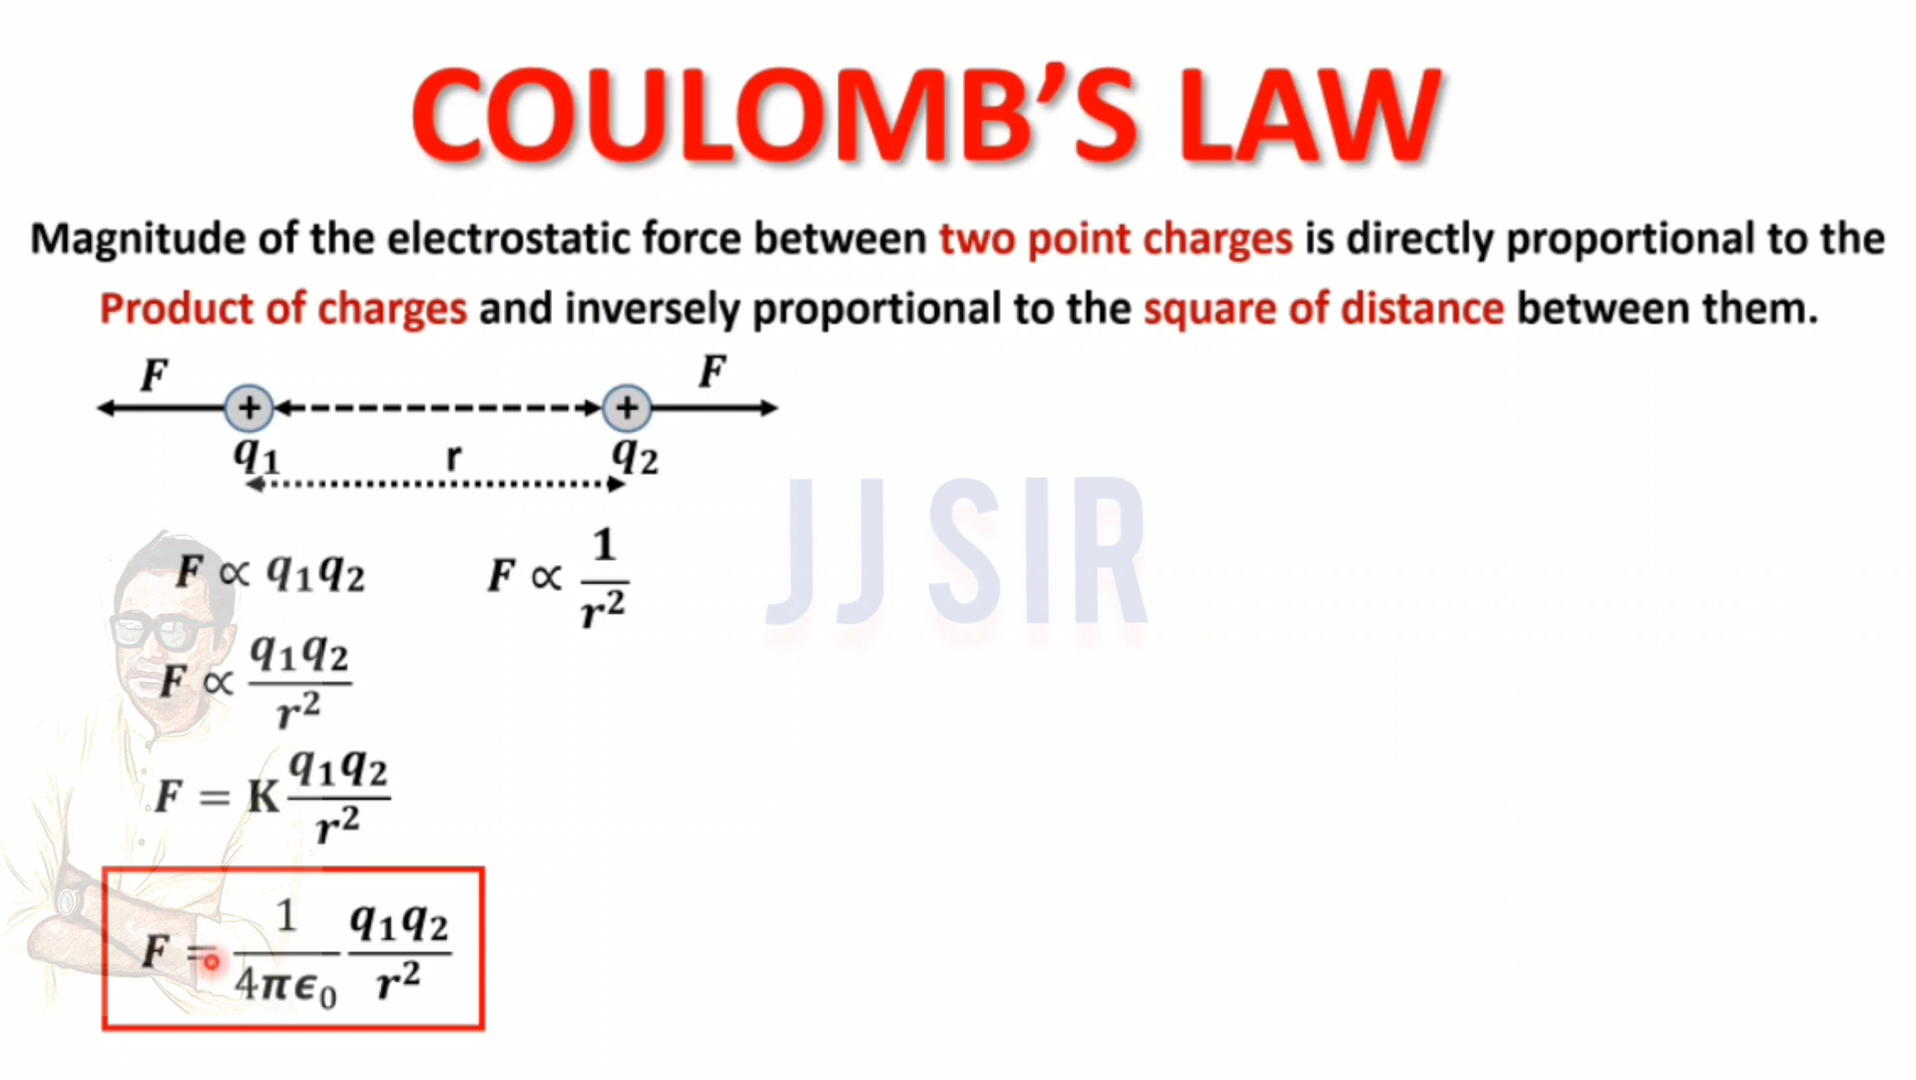 COULOMB’S LAW
Magnitude of the electrostatic force between two point charges is directly proportional to the
Product of charges and inversely proportional to the square of distance between them.
F F
+ +
q₁ r q₂
F ∝ q₁q₂ F ∝ 1/r²
JJ SIR
F ∝ q₁q₂/r²
F = K q₁q₂/r²
F = 1/4πϵ₀ q₁q₂/r²